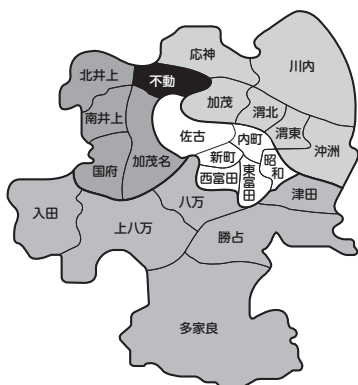 応神
川内
北井上
不動
加茂
渭北
南井上
渭東
沖洲
佐古
内町
新町
昭和
国府
加茂名
西富田
東富田
入田
八万
津田
上八万
勝占
多家良